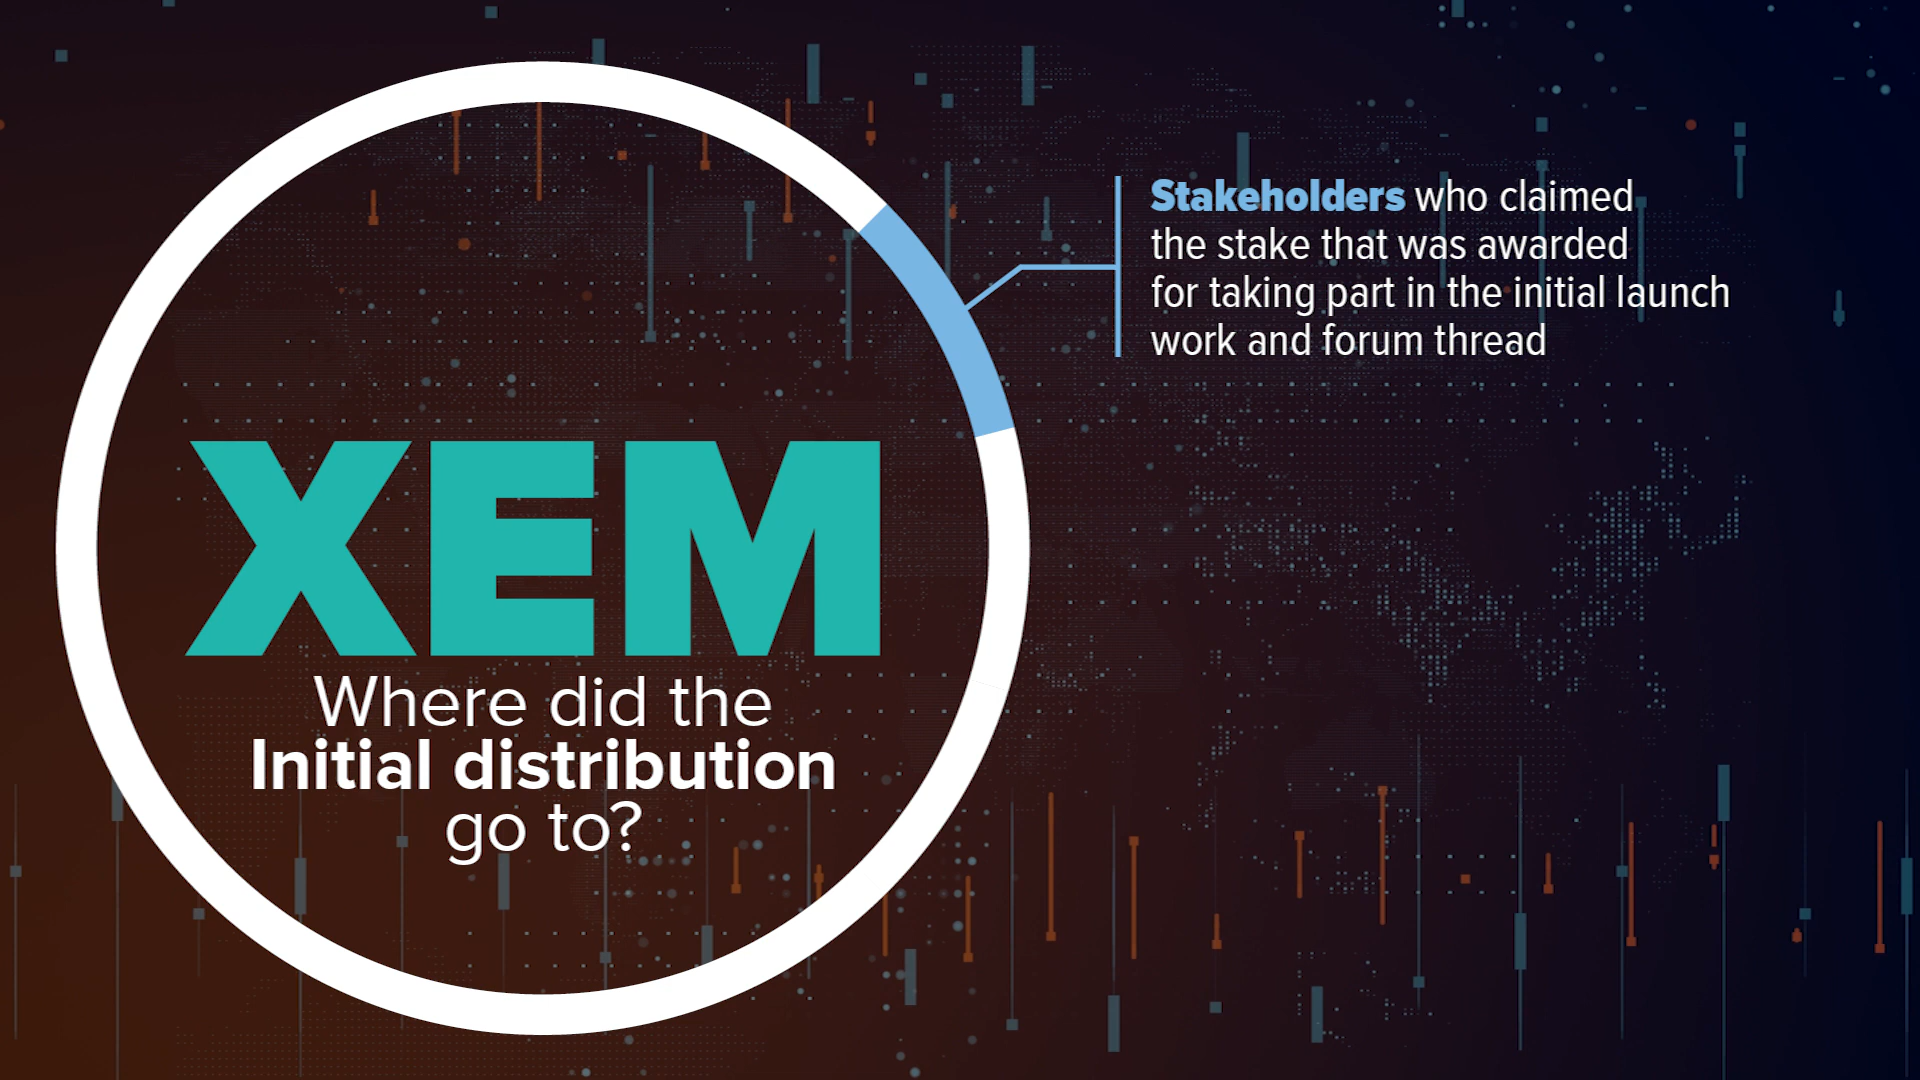 XEM
Where did the
Initial distribution
go to?
Stakeholders who claimed
the stake that was awarded
for taking part in the initial launch
work and forum thread